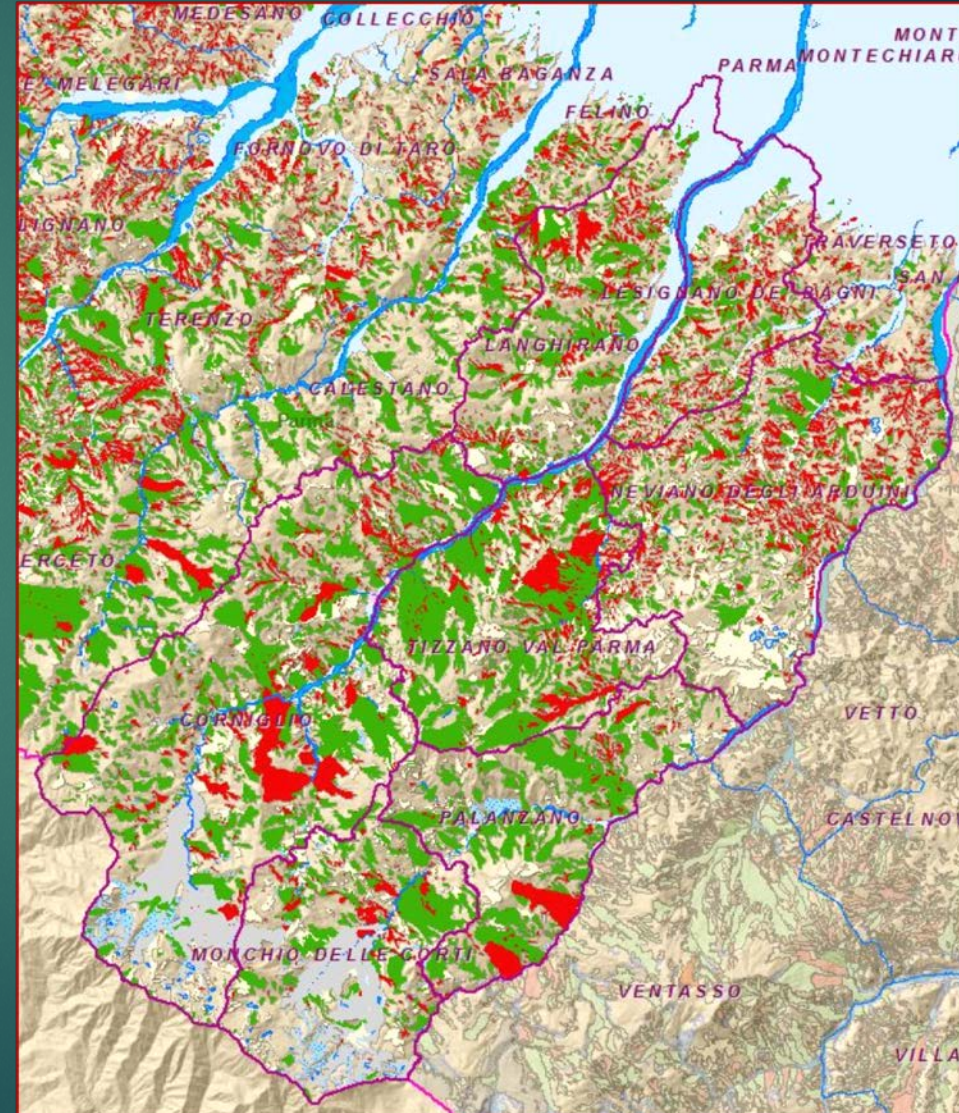 MEDESANO
COLLECCHIO
MONT
PARMA
MONTECHIARU
E' MELEGARI
SALA BAGANZA
FELINO
FORNOVO DI TARO
LIGNANO
TRAVERSETO
SAN
LESIGNANO DE' BAGNI
TERENZO
LANGHIRANO
CALESTANO
Parma
NEVIANO DEGLI ARDUINI
ERCETO
TIZZANO VAL PARMA
CORNIGLIO
VETTO
PALANZANO
CASTELNOV
MONCHIO DELLE CORTI
VENTASSO
VILLA